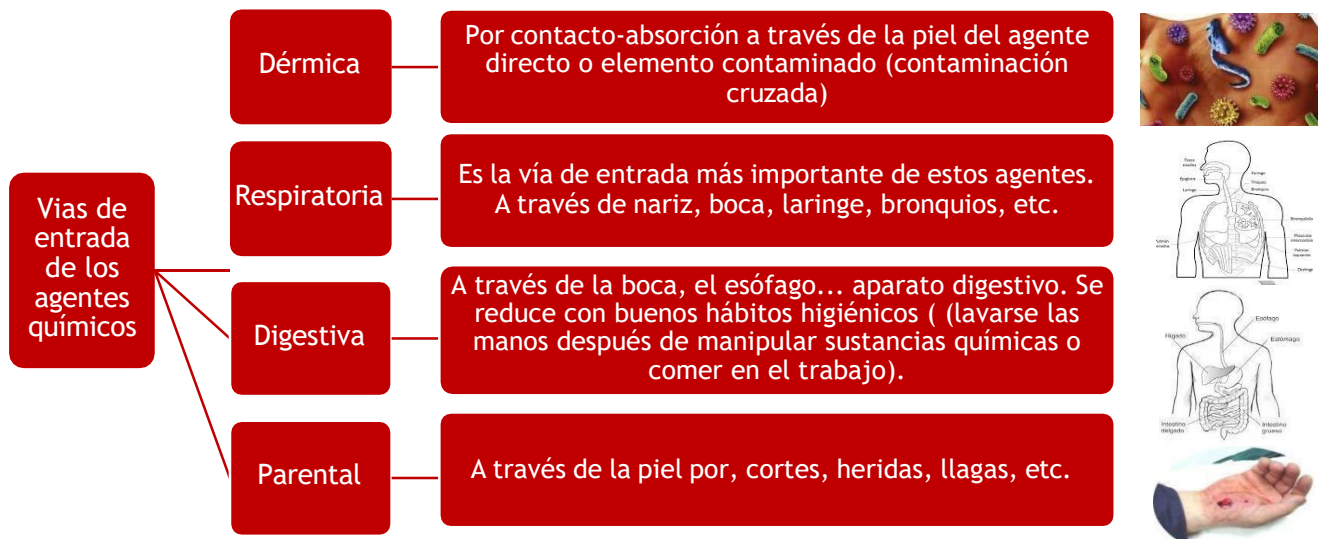 Vias de
entrada
de los
agentes
químicos
Dérmica
Por contacto-absorción a través de la piel del agente
directo o elemento contaminado (contaminación
cruzada)
Respiratoria
Es la vía de entrada más importante de estos agentes.
A través de nariz, boca, laringe, bronquios, etc.
Faringe
Laringe
Epiglotis
Bronquios
Digestiva
A través de la boca, el esófago... aparato digestivo. Se
reduce con buenos hábitos higiénicos ( (lavarse las
manos después de manipular sustancias químicas o
comer en el trabajo).
Esófago
Hígado
Estómago
Intestino
delgado
Intestino
grueso
Parental
A través de la piel por, cortes, heridas, llagas, etc.